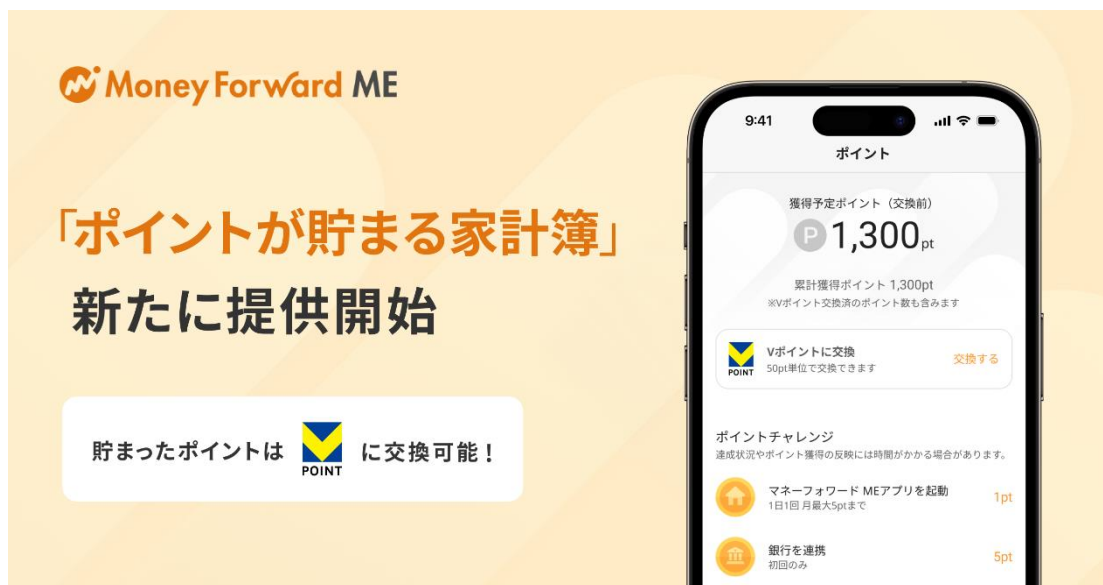 Money Forward ME
「ポイントが貯まる家計簿」
新たに提供開始
貯まったポイントは V POINT に交換可能！
9:41
ポイント
獲得予定ポイント（交換前）
P 1,300pt
累計獲得ポイント 1,300pt
※Vポイント交換済のポイント数も含みます
Vポイントに交換
POINT 50pt単位で交換できます
交換する
ポイントチャレンジ
達成状況やポイント獲得の反映には時間がかかる場合があります。
マネーフォワード MEアプリを起動
1日1回 月最大5ptまで
1pt
銀行を連携
初回のみ
5pt